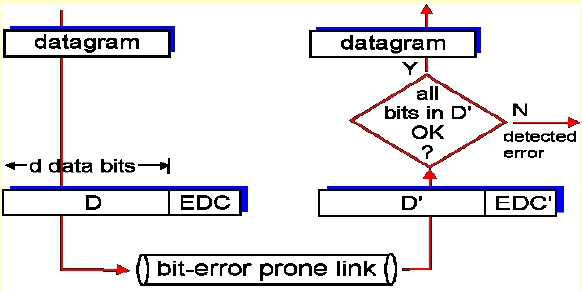 datagram
d data bits
D EDC
bit-error prone link
datagram
Y
all
bits in D'
OK
?
N
detected
error
D' EDC'